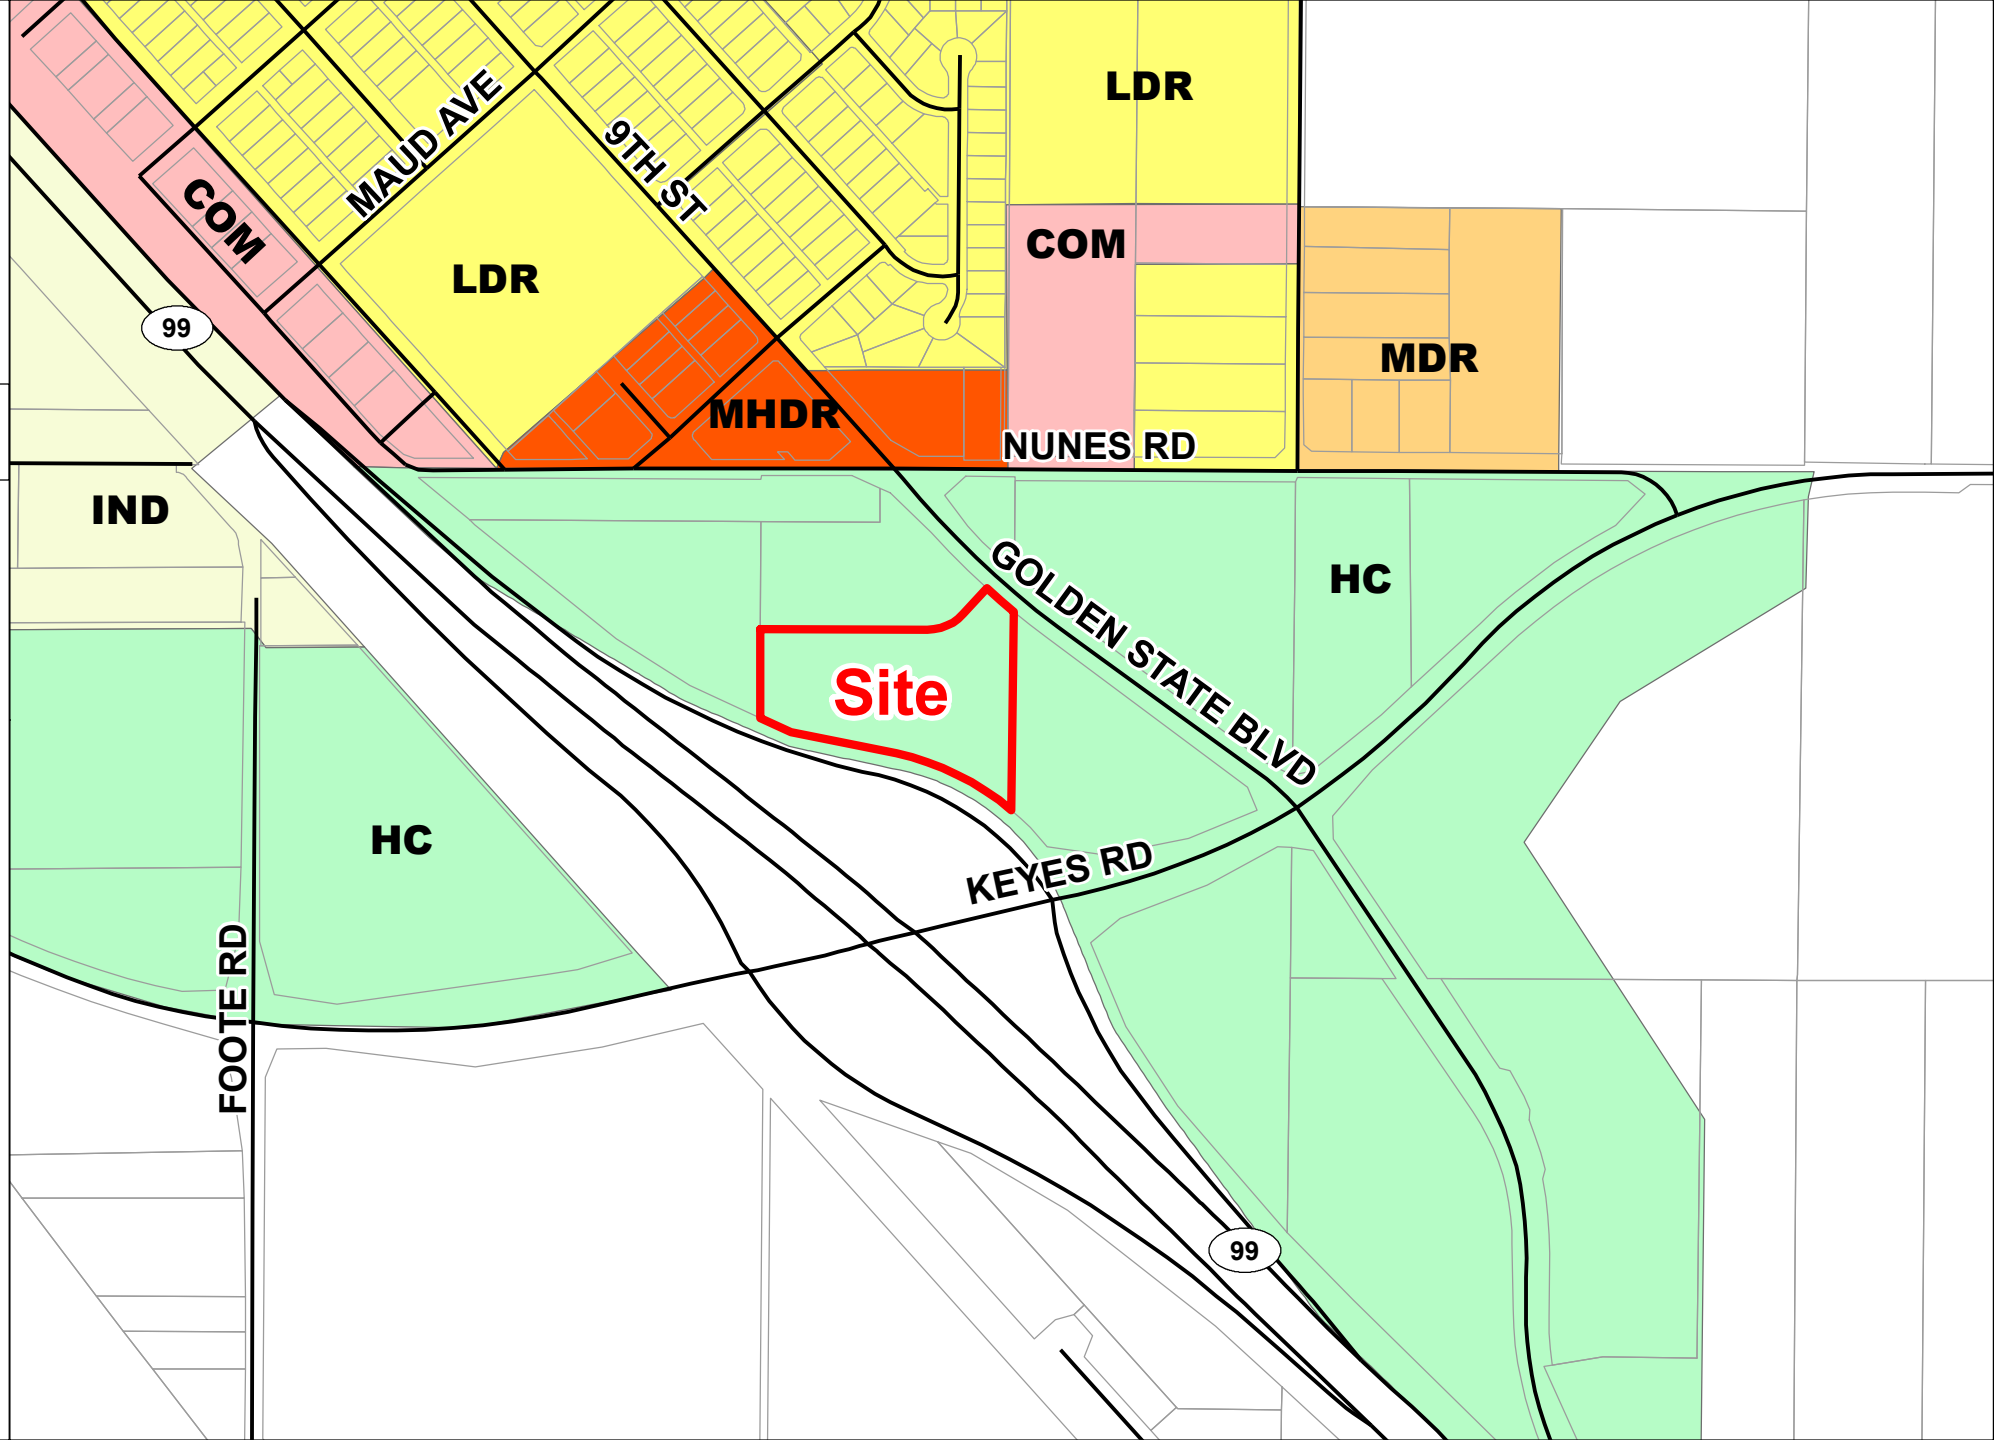 LDR
MAUD AVE
9TH ST
COM
COM
LDR
99
MDR
MHDR
NUNES RD
IND
GOLDEN STATE BLVD
HC
Site
HC
KEYES RD
FOOTE RD
99